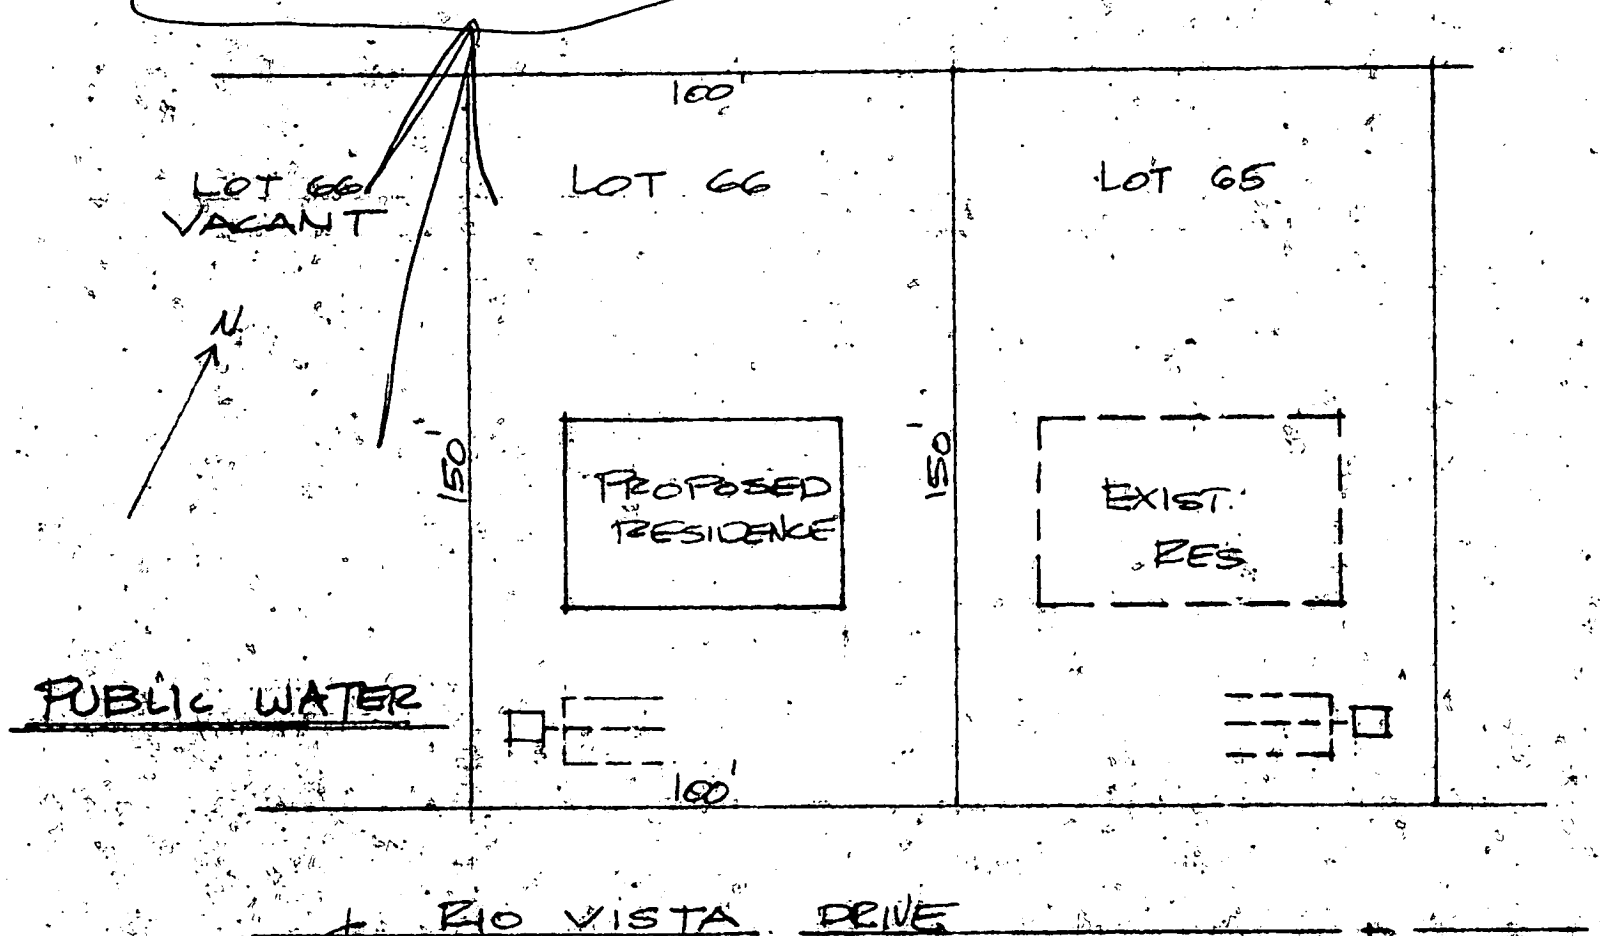 100'
LOT 66
VACANT
LOT 66
LOT 65
N
150'
150'
PROPOSED
RESIDENCE
EXIST.
RES.
PUBLIC WATER
100'
RIO VISTA DRIVE